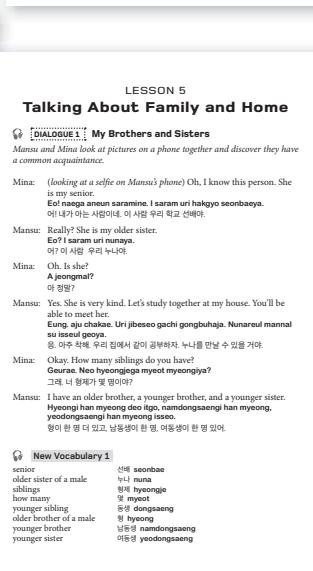 LESSON 5
Talking About Family and Home
DIALOGUE 1 My Brothers and Sisters
Mansu and Mina look at pictures on a phone together and discover they have
a common acquaintance.
Mina: (looking at a selfie on Mansu's phone) Oh, I know this person. She
is my senior.
Eo! naega aneun saramine. I saram uri hakgyo seonbaeya.
어! 내가 아는 사람이네. 이 사람 우리 학교 선배야.
Mansu: Really? She is my older sister.
Eo? I saram uri nunaya.
어? 이 사람 우리 누나야.
Mina: Oh. Is she?
A jeongmal?
아 정말?
Mansu: Yes. She is very kind. Let's study together at my house. You'll be
able to meet her.
Eung. aju chakae. Uri jibeseo gachi gongbuhaja. Nunareul mannal
su isseul geoya.
응. 아주 착해. 우리 집에서 같이 공부하자. 누나를 만날 수 있을 거야.
Mina: Okay. How many siblings do you have?
Geurae. Neo hyeongjega myeot myeongiya?
그래. 너 형제가 몇 명이야?
Mansu: I have an older brother, a younger brother, and a younger sister.
Hyeongi han myeong deo itgo, namdongsaengi han myeong,
yeodongsaengi han myeong isseo.
형이 한 명 더 있고, 남동생이 한 명, 여동생이 한 명 있어.
New Vocabulary 1
senior 선배 seonbae
older sister of a male 누나 nuna
siblings 형제 hyeongje
how many 몇 myeot
younger sibling 동생 dongsaeng
older brother of a male 형 hyeong
younger brother 남동생 namdongsaeng
younger sister 여동생 yeodongsaeng